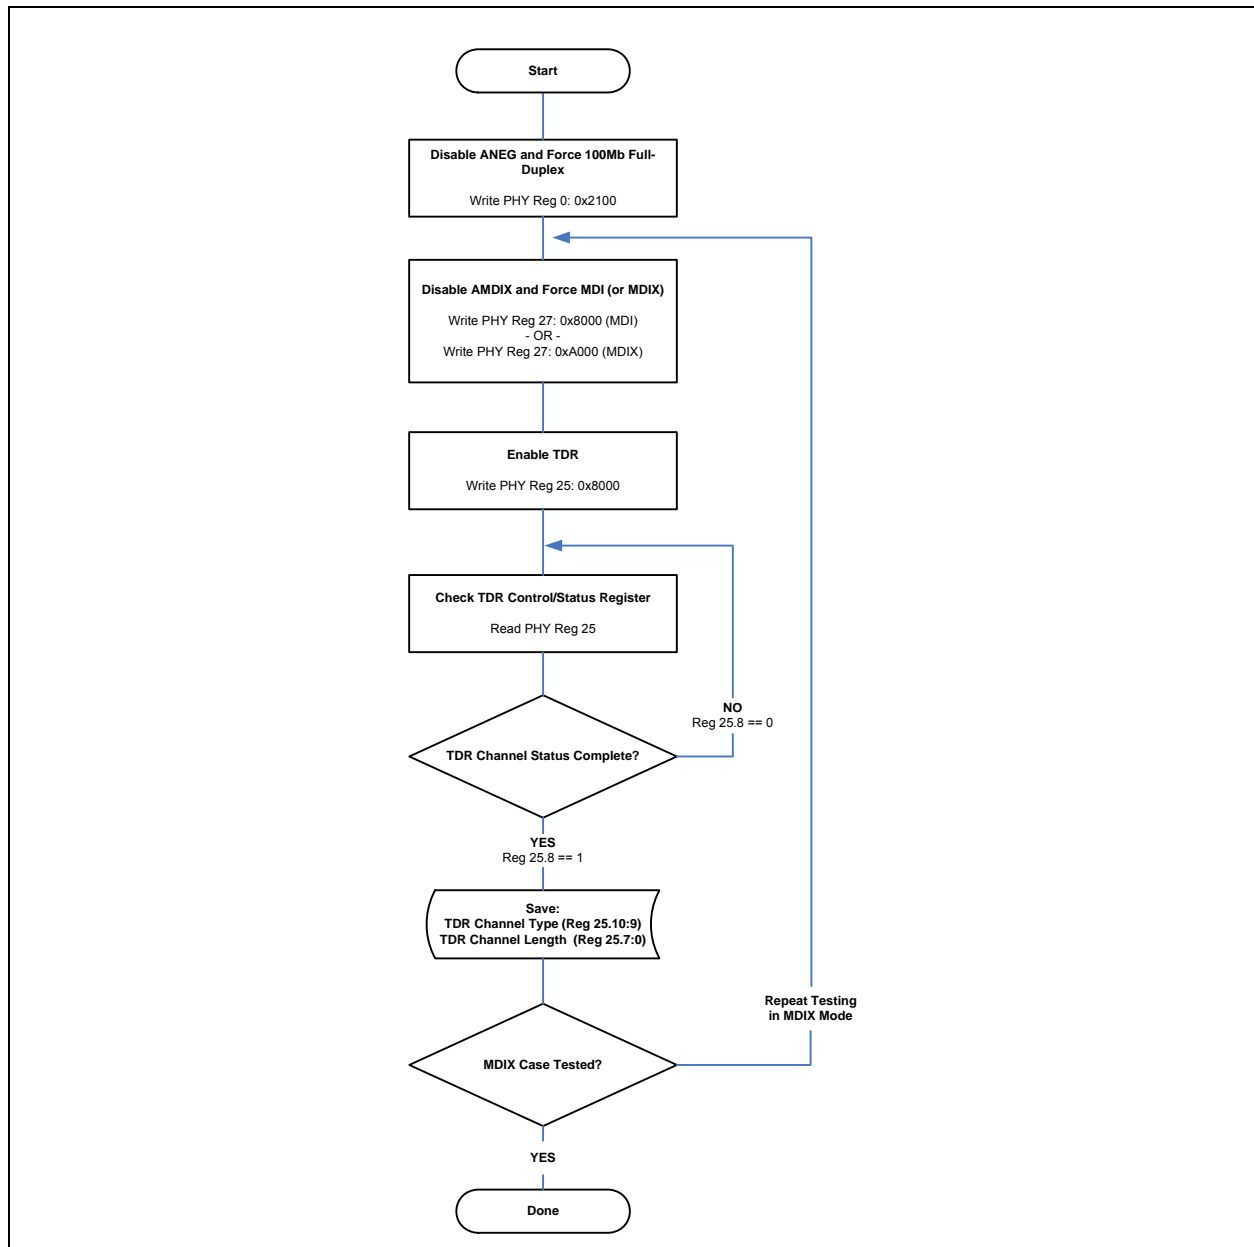 Start
Disable ANEG and Force 100Mb Full-
Duplex
Write PHY Reg 0: 0x2100
Disable AMDIX and Force MDI (or MDIX)
Write PHY Reg 27: 0x8000 (MDI)
- OR -
Write PHY Reg 27: 0xA000 (MDIX)
Enable TDR
Write PHY Reg 25: 0x8000
Check TDR Control/Status Register
Read PHY Reg 25
NO
Reg 25.8 == 0
TDR Channel Status Complete?
YES
Reg 25.8 == 1
Save:
TDR Channel Type (Reg 25.10:9)
TDR Channel Length (Reg 25.7:0)
Repeat Testing
in MDIX Mode
MDIX Case Tested?
YES
Done